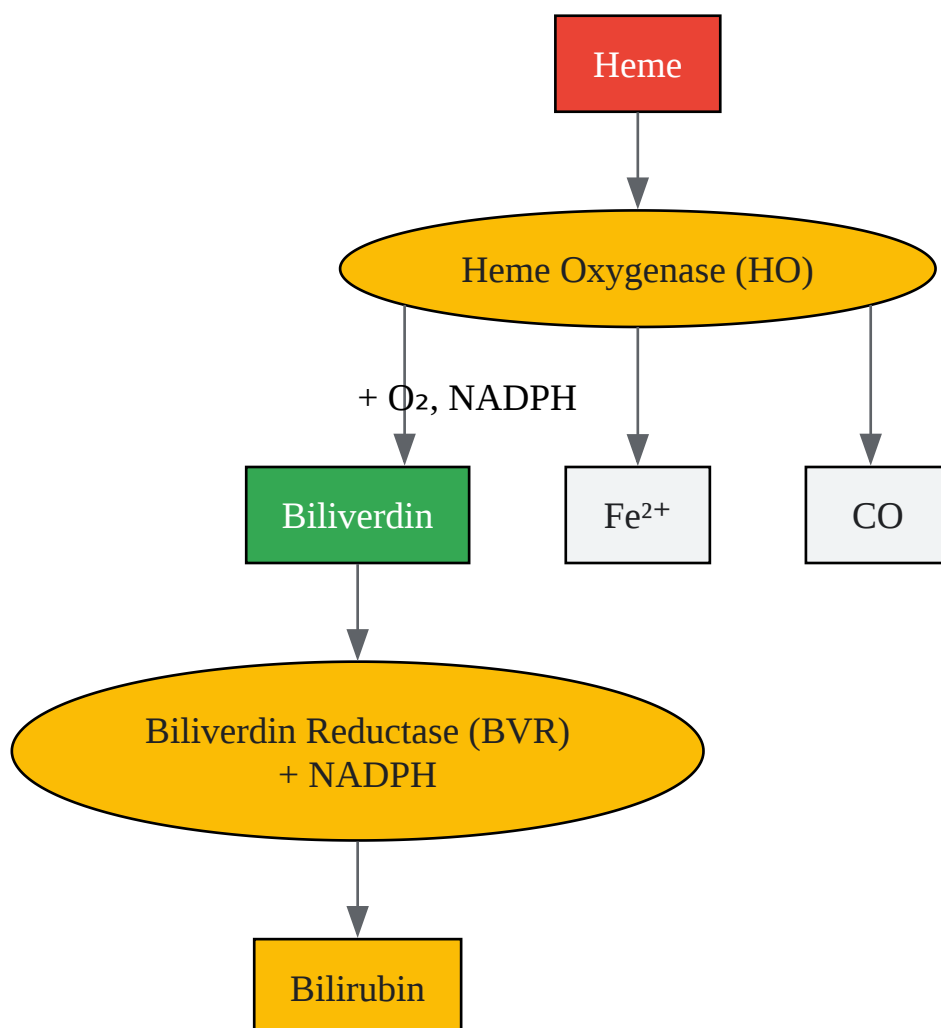 Heme
Heme Oxygenase (HO)
+ O₂, NADPH
Biliverdin
Fe²⁺
CO
Biliverdin Reductase (BVR)
+ NADPH
Bilirubin